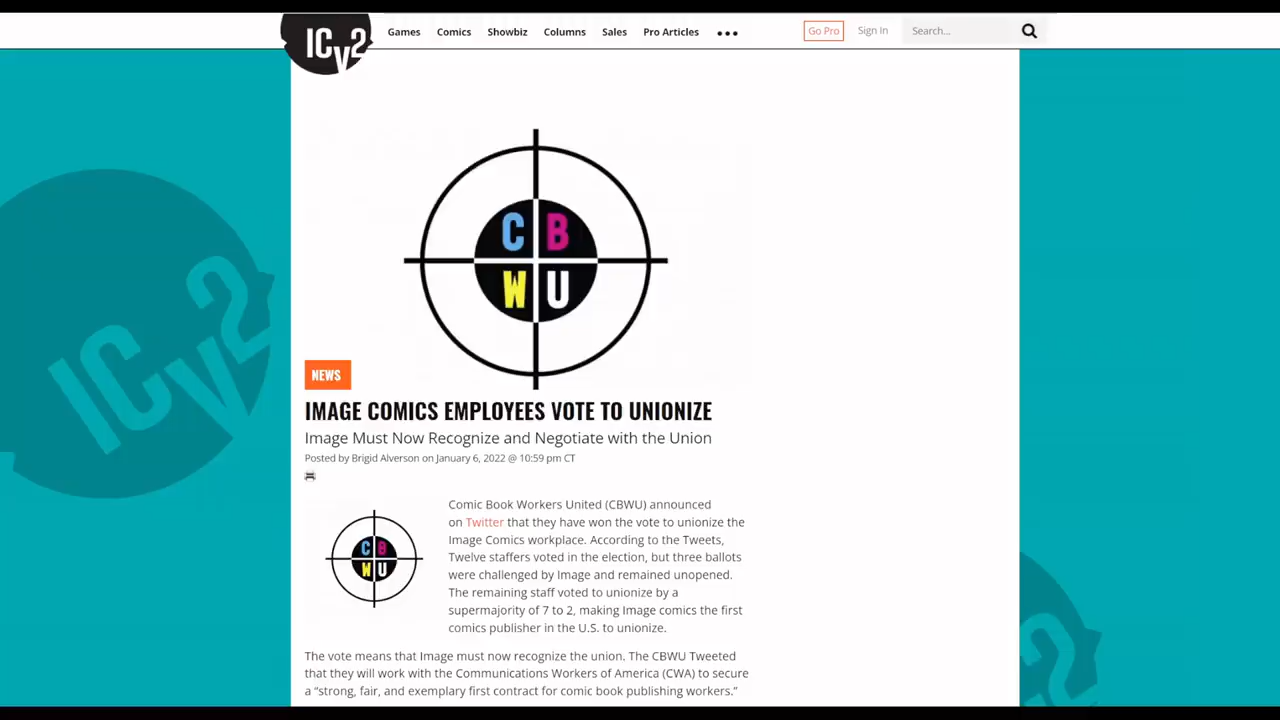 ICv2
Games Comics Showbiz Columns Sales Pro Articles ••• Go Pro Sign In Search...
C B
W U
ICv2
NEWS
IMAGE COMICS EMPLOYEES VOTE TO UNIONIZE
Image Must Now Recognize and Negotiate with the Union
Posted by Brigid Alverson on January 6, 2022 @ 10:59 pm CT
C B
W U
Comic Book Workers United (CBWU) announced
on Twitter that they have won the vote to unionize the
Image Comics workplace. According to the Tweets,
Twelve staffers voted in the election, but three ballots
were challenged by Image and remained unopened.
The remaining staff voted to unionize by a
supermajority of 7 to 2, making Image comics the first
comics publisher in the U.S. to unionize.
The vote means that Image must now recognize the union. The CBWU Tweeted
that they will work with the Communications Workers of America (CWA) to secure
a “strong, fair, and exemplary first contract for comic book publishing workers.”
v2